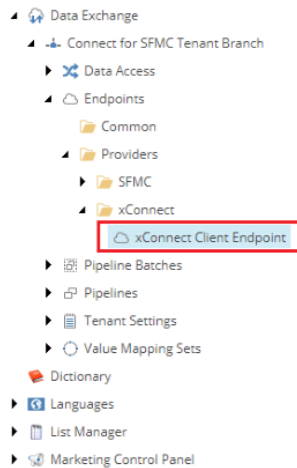 Data Exchange
Connect for SFMC Tenant Branch
Data Access
Endpoints
Common
Providers
SFMC
xConnect
xConnect Client Endpoint
Pipeline Batches
Pipelines
Tenant Settings
Value Mapping Sets
Dictionary
Languages
List Manager
Marketing Control Panel